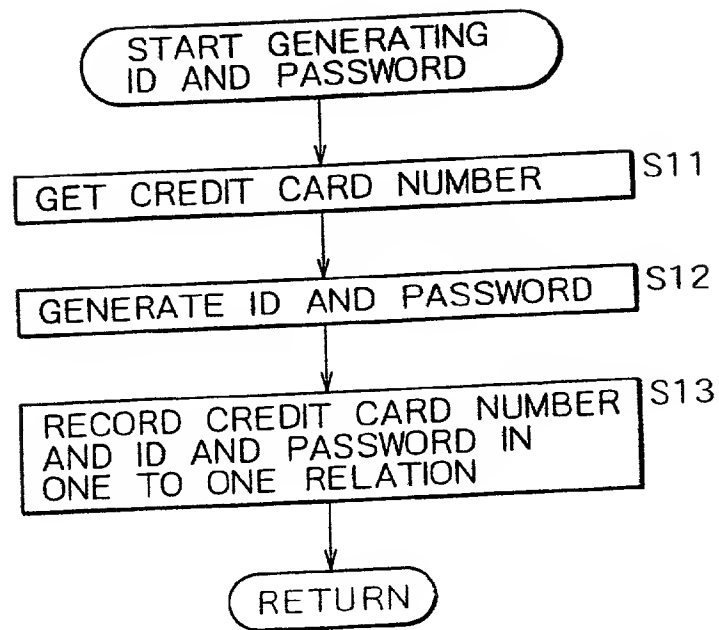 START GENERATING
ID AND PASSWORD
GET CREDIT CARD NUMBER
S11
GENERATE ID AND PASSWORD
S12
RECORD CREDIT CARD NUMBER
AND ID AND PASSWORD IN
ONE TO ONE RELATION
S13
RETURN